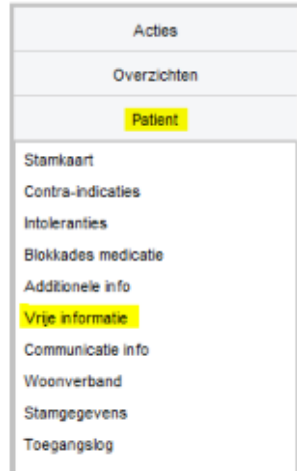 Acties
Overzichten
Patient
Stamkaart
Contra-indicaties
Intoleranties
Blokkades medicatie
Additionele info
Vrije informatie
Communicatie info
Woonverband
Stamgegevens
Toegangslog